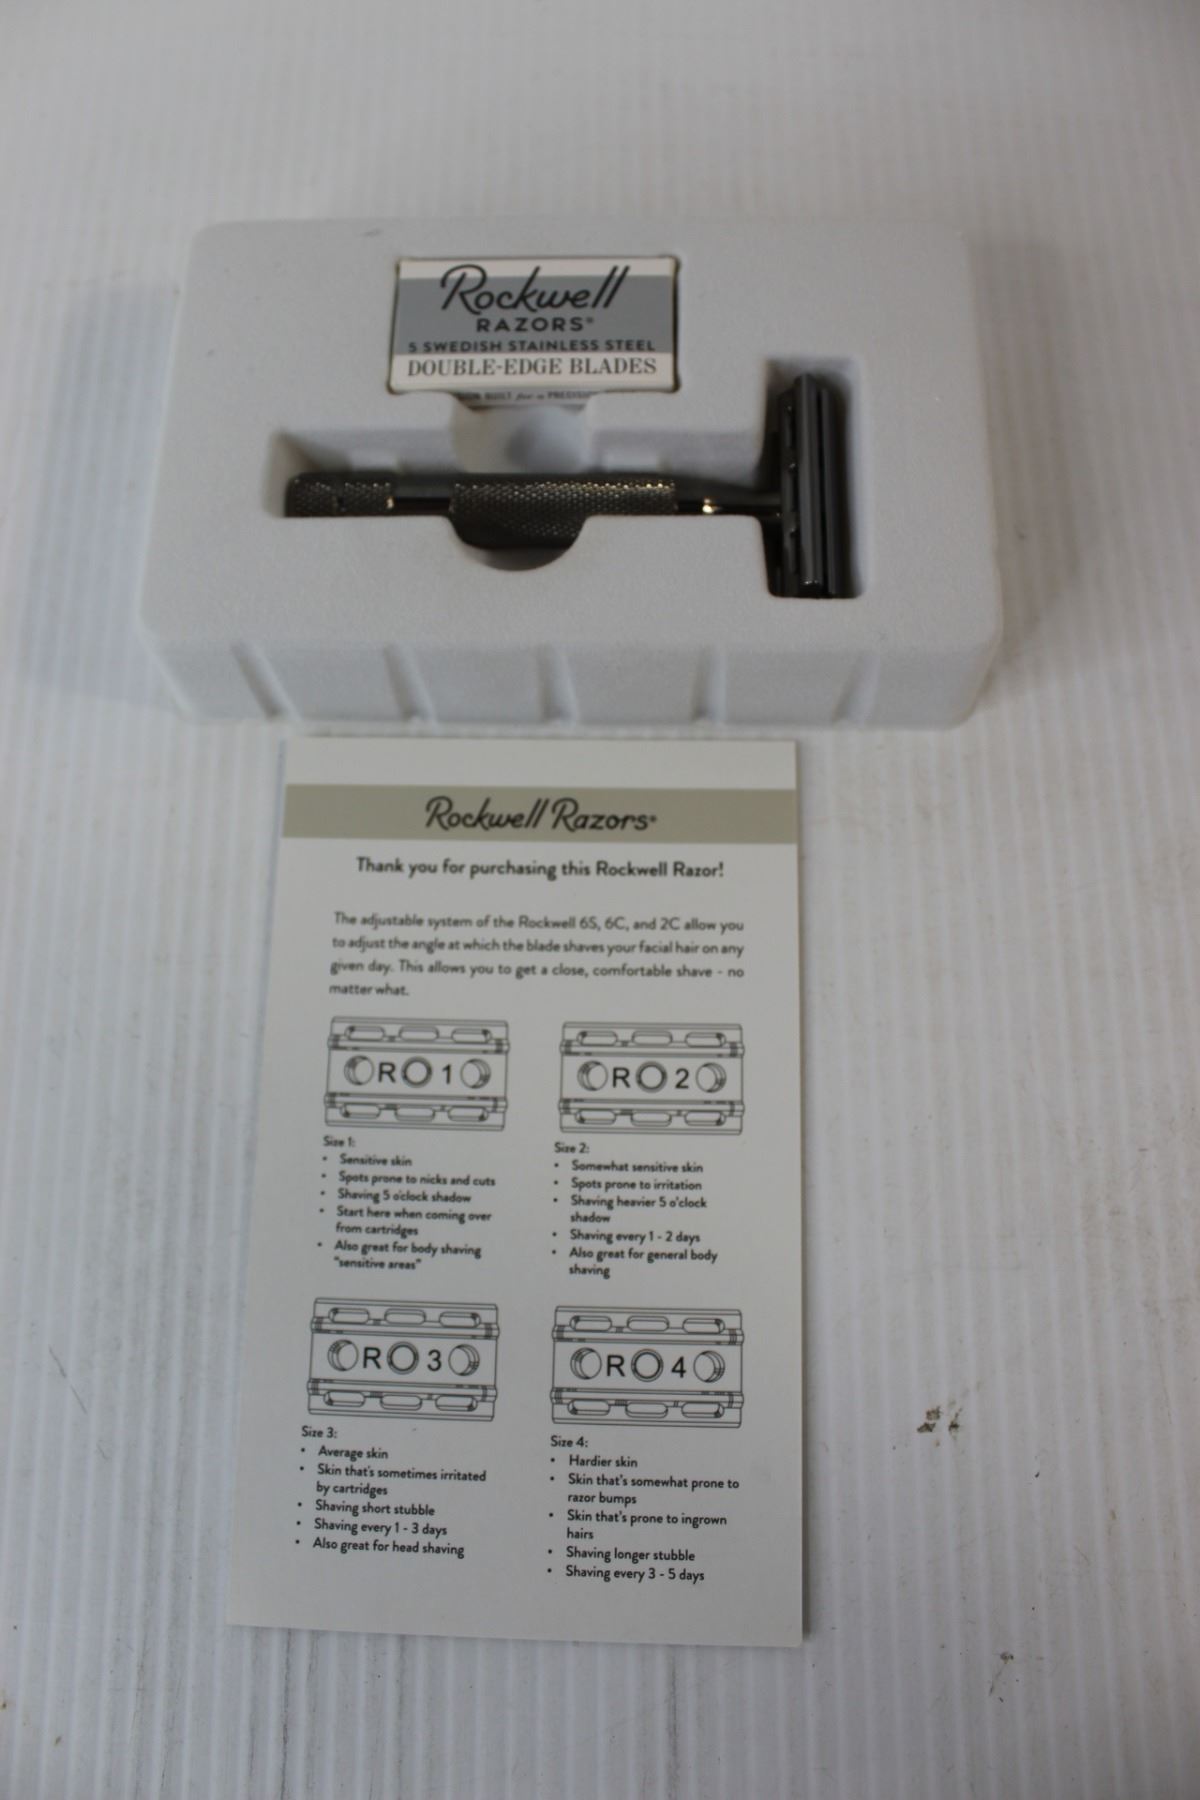 Rockwell
RAZORS®
5 SWEDISH STAINLESS STEEL
DOUBLE-EDGE BLADES
BUILT for a PRECISION
Rockwell Razors®
Thank you for purchasing this Rockwell Razor!
The adjustable system of the Rockwell 6S, 6C, and 2C allow you
to adjust the angle at which the blade shaves your facial hair on any
given day. This allows you to get a close, comfortable shave - no
matter what.
R 1
R 2
Size 1:
• Sensitive skin
• Spots prone to nicks and cuts
• Shaving 5 o'clock shadow
• Start here when coming over
from cartridges
• Also great for body shaving
"sensitive areas"
Size 2:
• Somewhat sensitive skin
• Spots prone to irritation
• Shaving heavier 5 o'clock
shadow
• Shaving every 1 - 2 days
• Also great for general body
shaving
R 3
R 4
Size 3:
• Average skin
• Skin that's sometimes irritated
by cartridges
• Shaving short stubble
• Shaving every 1 - 3 days
• Also great for head shaving
Size 4:
• Hardier skin
• Skin that's somewhat prone to
razor bumps
• Skin that's prone to ingrown
hairs
• Shaving longer stubble
• Shaving every 3 - 5 days